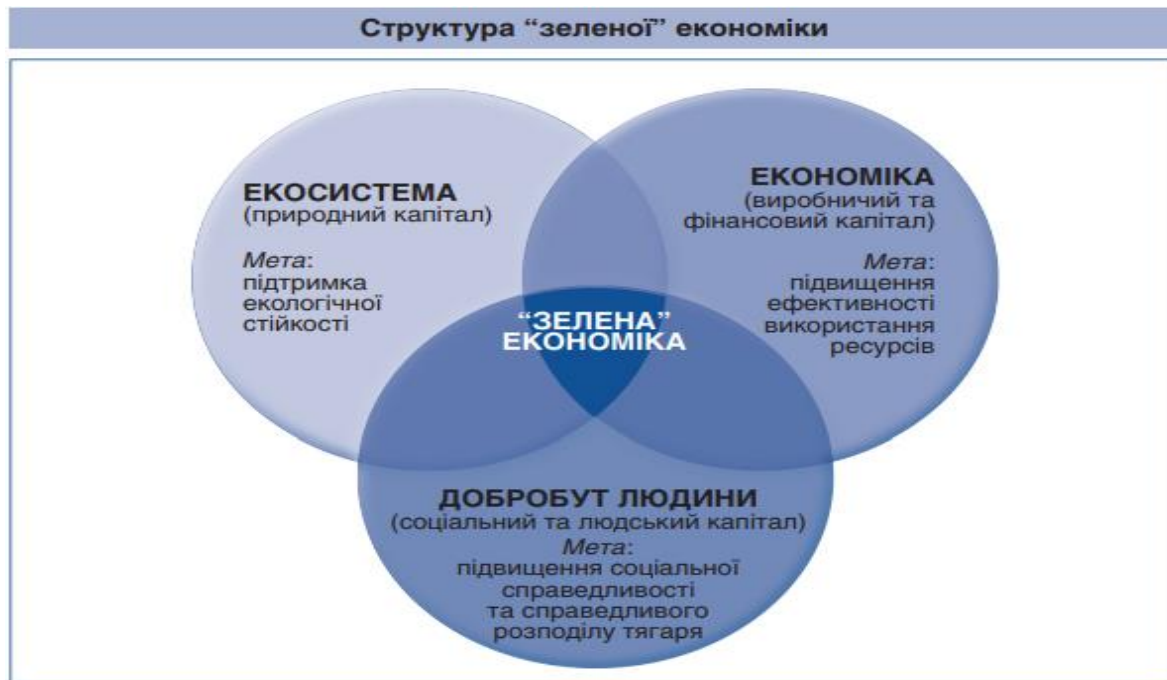 Структура “зеленої” економіки
ЕКОСИСТЕМА
(природний капітал)
Мета:
підтримка
екологічної
стійкості
ЕКОНОМІКА
(виробничий та
фінансовий капітал)
Мета:
підвищення
ефективності
використання
ресурсів
“ЗЕЛЕНА”
ЕКОНОМІКА
ДОБРОБУТ ЛЮДИНИ
(соціальний та людський капітал)
Мета:
підвищення соціальної
справедливості
та справедливого
розподілу тягаря